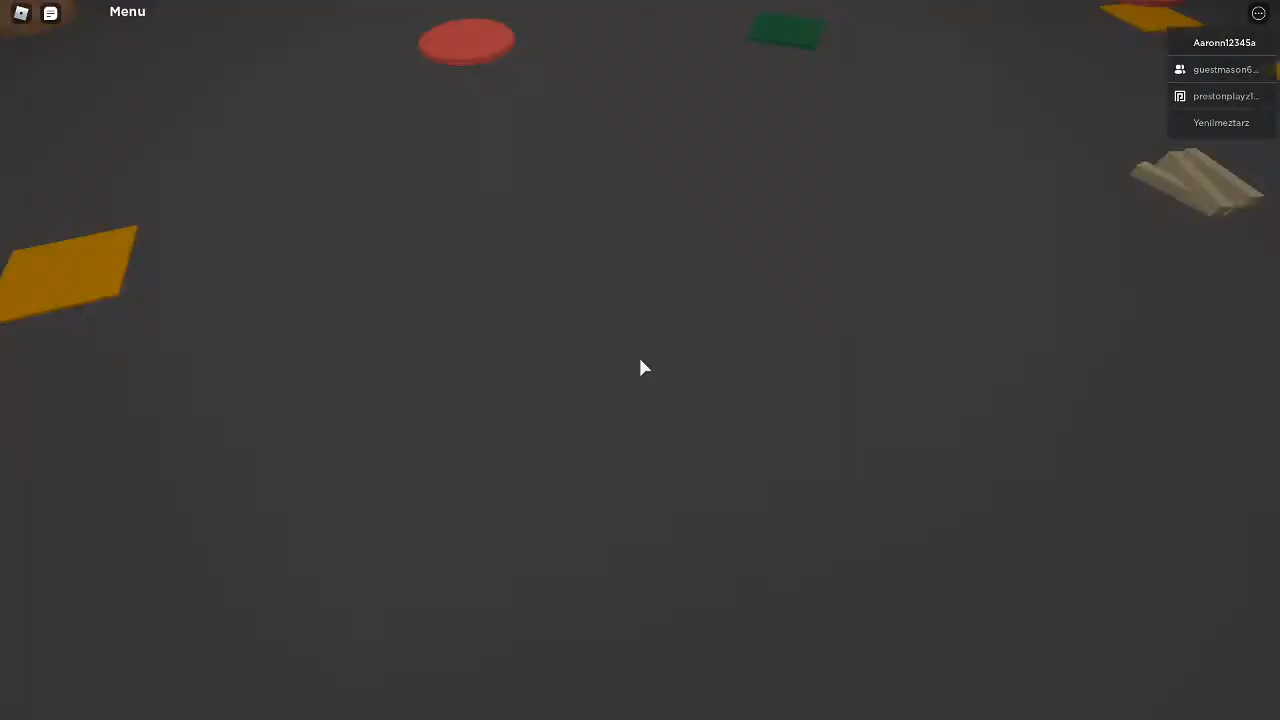 Menu
Aaronn12345a
guestmason6...
prestonplayz1...
Yenilmeztarz